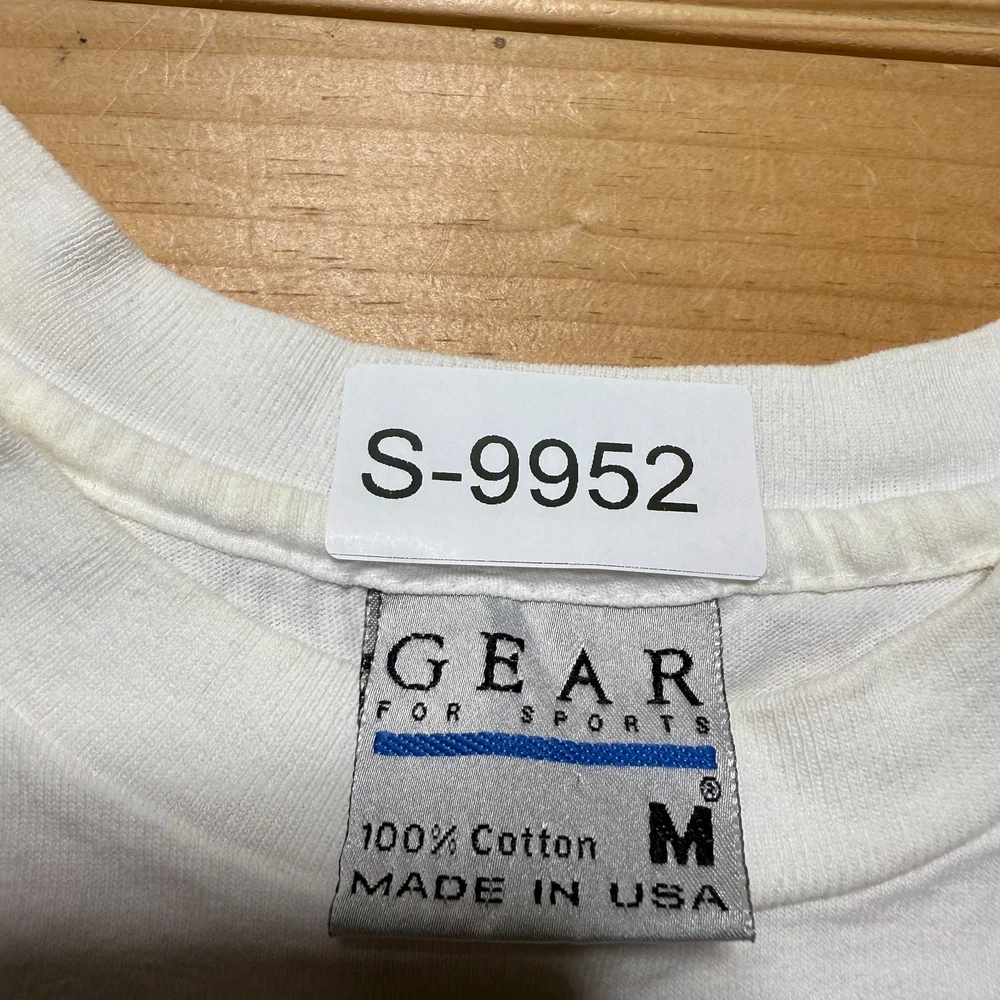 S-9952
GEAR
FOR SPORTS
®
100% Cotton M
MADE IN USA